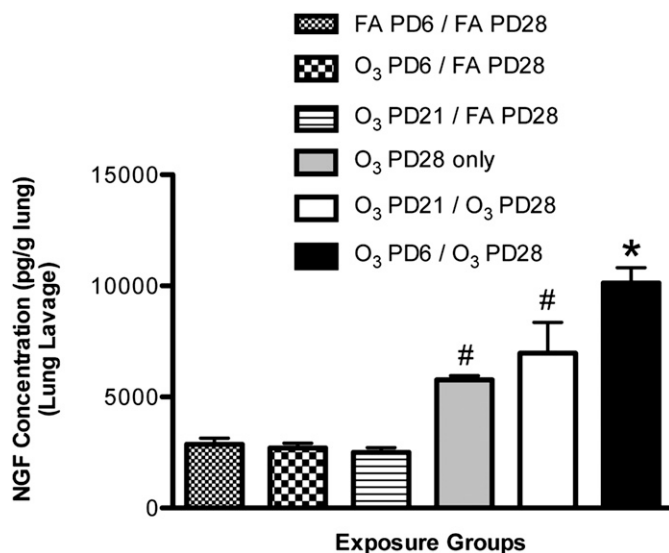 FA PD6 / FA PD28
O₃ PD6 / FA PD28
O₃ PD21 / FA PD28
O₃ PD28 only
O₃ PD21 / O₃ PD28
O₃ PD6 / O₃ PD28
NGF Concentration (pg/g lung)
(Lung Lavage)
15000
10000
5000
0
#
#
*
Exposure Groups